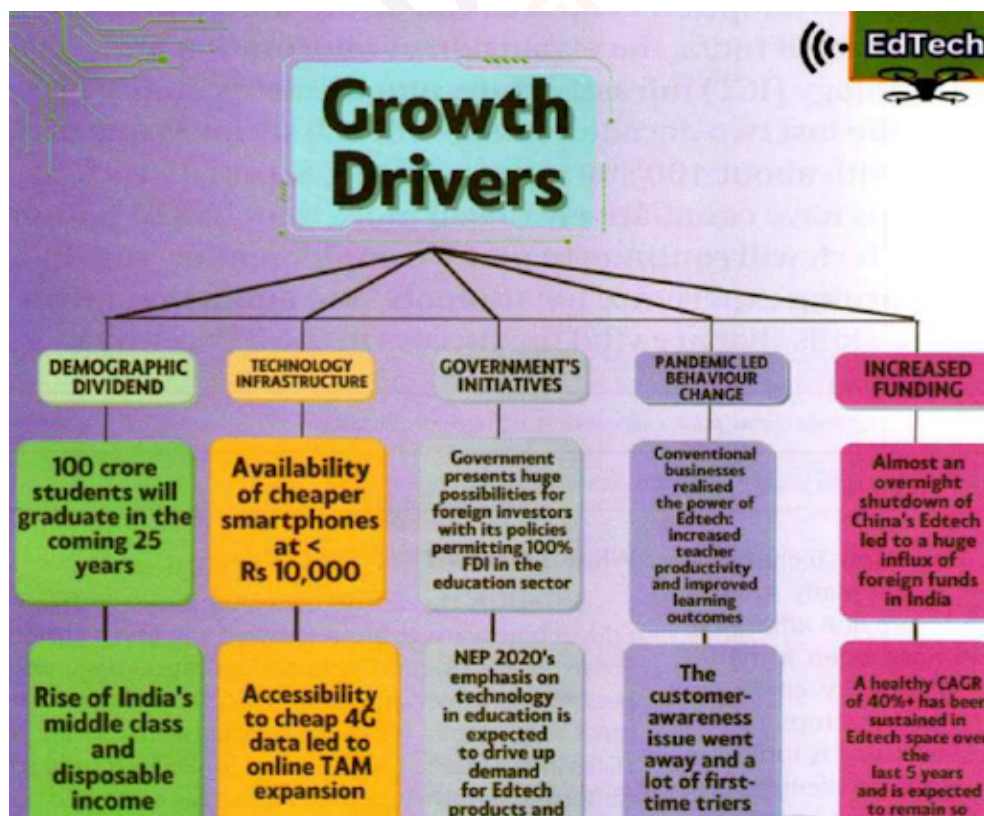 EdTech
Growth
Drivers
DEMOGRAPHIC
DIVIDEND
100 crore
students will
graduate in the
coming 25
years
Rise of India's
middle class
and
disposable
income
TECHNOLOGY
INFRASTRUCTURE
Availability
of cheaper
smartphones
at <
Rs 10,000
Accessibility
to cheap 4G
data led to
online TAM
expansion
GOVERNMENT'S
INITIATIVES
Government
presents huge
possibilities for
foreign investors
with its policies
permitting 100%
FDI in the
education sector
NEP 2020's
emphasis on
technology
in education is
expected
to drive up
demand
for Edtech
products and
PANDEMIC LED
BEHAVIOUR
CHANGE
Conventional
businesses
realised
the power of
Edtech:
increased
teacher
productivity
and improved
learning
outcomes
The
customer-
awareness
issue went
away and a
lot of first-
time triers
INCREASED
FUNDING
Almost an
overnight
shutdown of
China's Edtech
led to a huge
influx of
foreign funds
in India
A healthy CAGR
of 40%+ has been
sustained in
Edtech space over
the
last 5 years
and is expected
to remain so